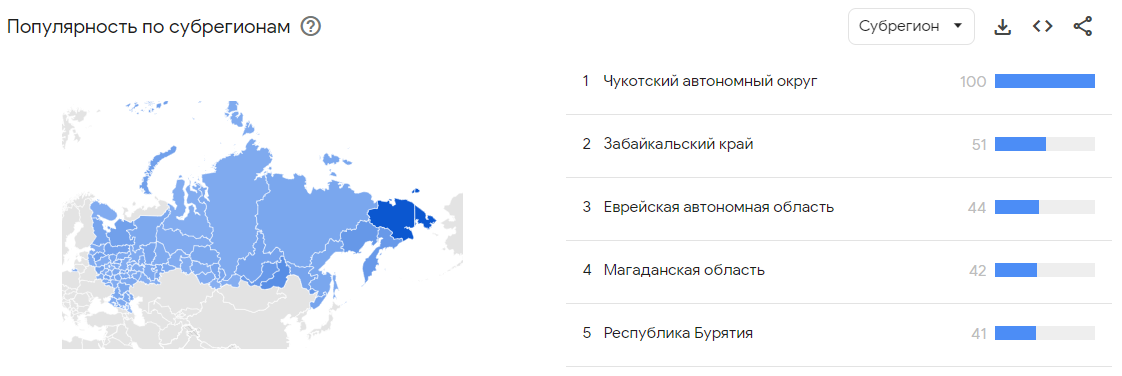 Популярность по субрегионам
Субрегион
1 Чукотский автономный округ 100
2 Забайкальский край 51
3 Еврейская автономная область 44
4 Магаданская область 42
5 Республика Бурятия 41